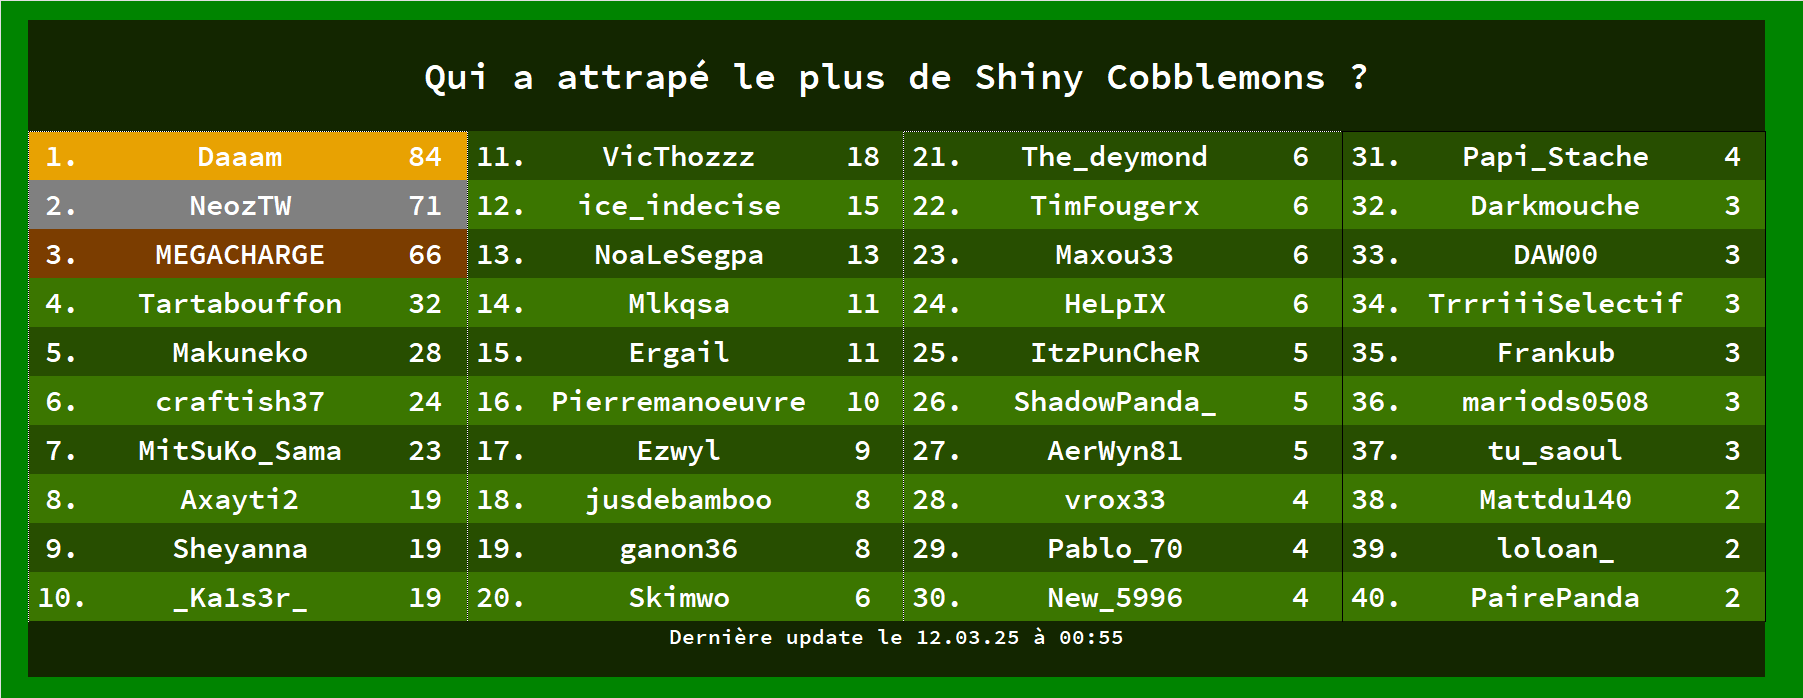 Qui a attrapé le plus de Shiny Cobblemons ?
1. Daaam 84
2. NeozTW 71
3. MEGACHARGE 66
4. Tartabouffon 32
5. Makuneko 28
6. craftish37 24
7. MitSuKo_Sama 23
8. Axayti2 19
9. Sheyanna 19
10. _Ka1s3r_ 19
11. VicThozzz 18
12. ice_indecise 15
13. NoaLeSegpa 13
14. Mlkqsa 11
15. Ergail 11
16. Pierremanoeuvre 10
17. Ezwyl 9
18. jusdebamboo 8
19. ganon36 8
20. Skimwo 6
21. The_deymond 6
22. TimFougerx 6
23. Maxou33 6
24. HeLpIX 6
25. ItzPunCheR 5
26. ShadowPanda_ 5
27. AerWyn81 5
28. vrox33 4
29. Pablo_70 4
30. New_5996 4
31. Papi_Stache 4
32. Darkmouche 3
33. DAW00 3
34. TrrriiiSelectif 3
35. Frankub 3
36. mariods0508 3
37. tu_saoul 3
38. Mattdu140 2
39. loloan_ 2
40. PairePanda 2
Dernière update le 12.03.25 à 00:55